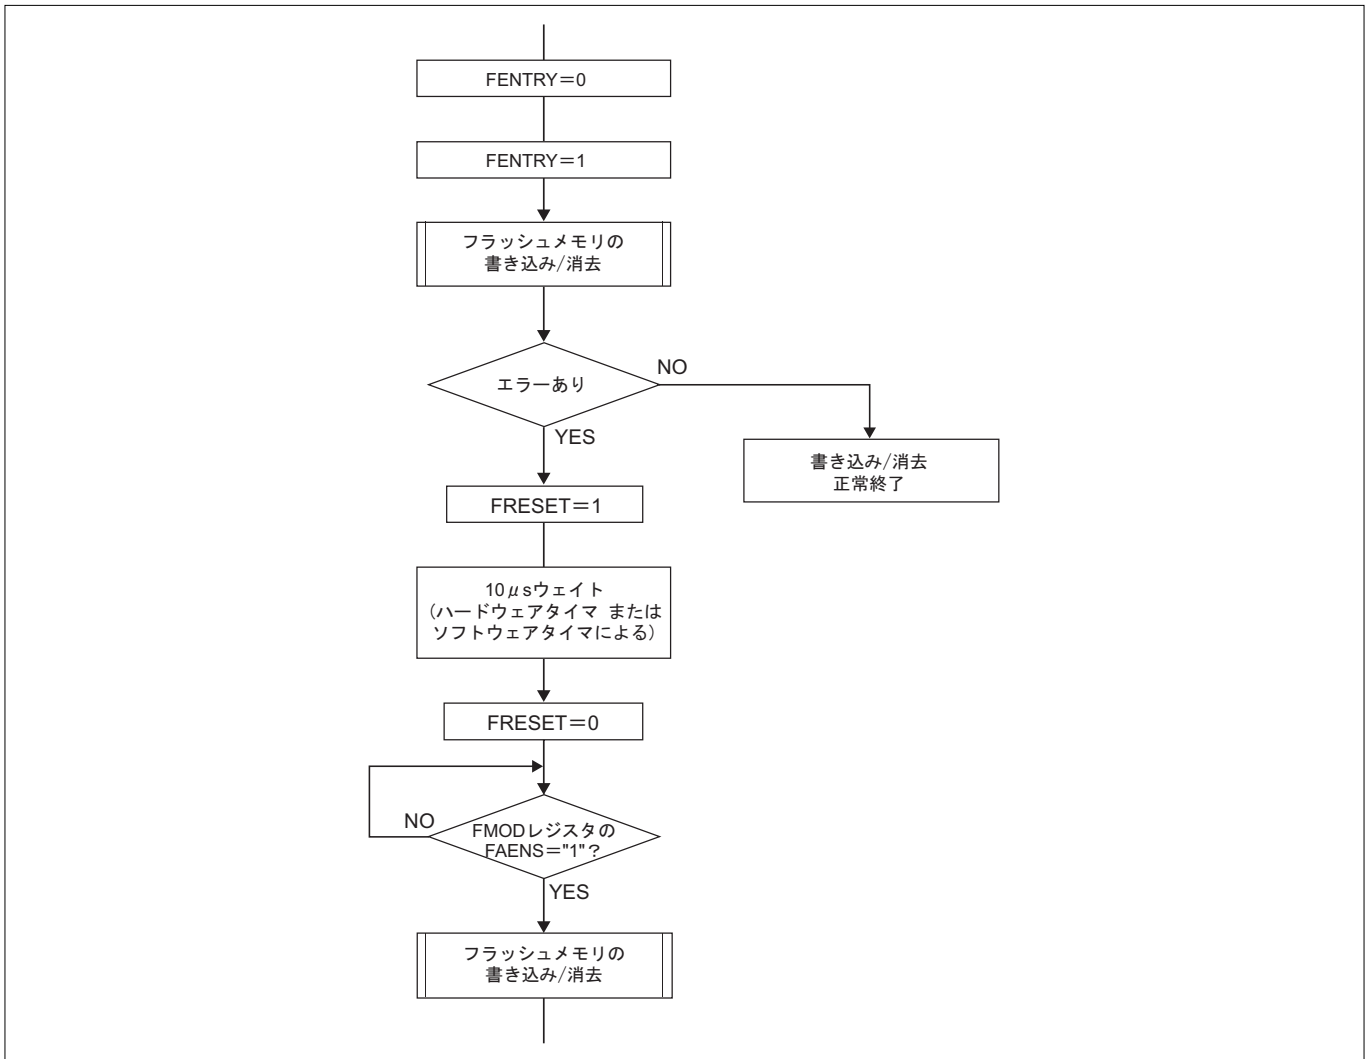 FENTRY＝0
FENTRY＝1
フラッシュメモリの
書き込み/消去
エラーあり
NO
YES
書き込み/消去
正常終了
FRESET＝1
10μsウェイト
(ハードウェアタイマ または
ソフトウェアタイマによる)
FRESET＝0
NO
FMODレジスタの
FAENS＝"1"？
YES
フラッシュメモリの
書き込み/消去